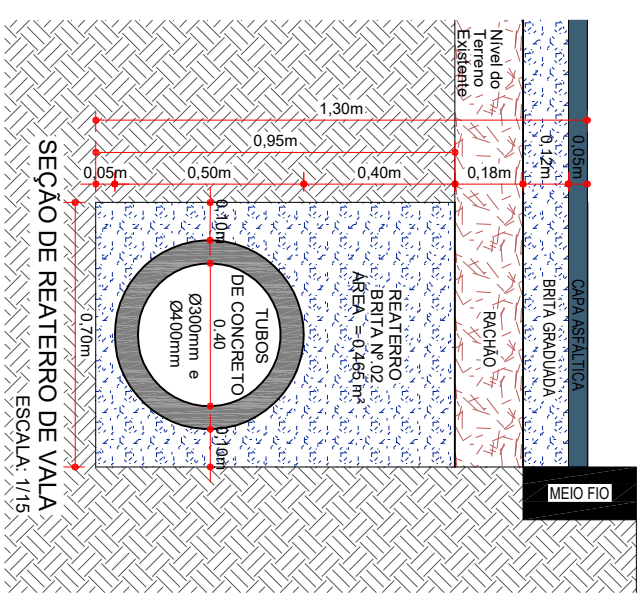 CAPA ASFÁLTICA
BRITA GRADUADA
RACHÃO
Nível do
Terreno
Existente
MEIO FIO
0,05m
0,12m
0,18m
0,40m
0,50m
0,05m
0,95m
1,30m
REATERRO
BRITA Nº.02
ÁREA = 0,465 m²
0.10m
0.40
0.10m
TUBOS
DE CONCRETO
Ø300mm e
Ø400mm
0,70m
SEÇÃO DE REATERRO DE VALA
ESCALA: 1/15